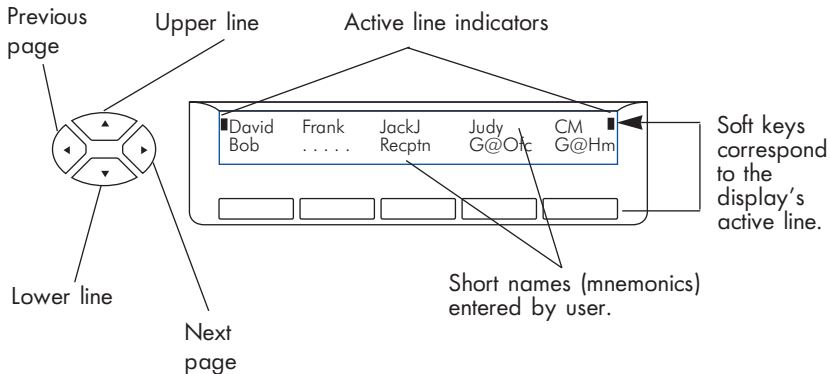 Previous
page
Upper line
Active line indicators
David Frank JackJ Judy CM
Bob . . . . . Recptn G@Ofc G@Hm
Soft keys
correspond
to the
display's
active line.
Short names (mnemonics)
entered by user.
Lower line
Next
page